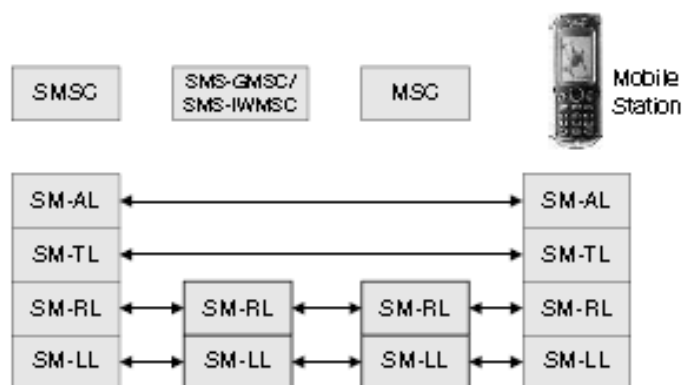 SMSC
SMS-GMSC/
SMS-IWMSC
MSC
Mobile
Station
SM-AL
SM-AL
SM-TL
SM-TL
SM-RL
SM-RL
SM-RL
SM-RL
SM-LL
SM-LL
SM-LL
SM-LL